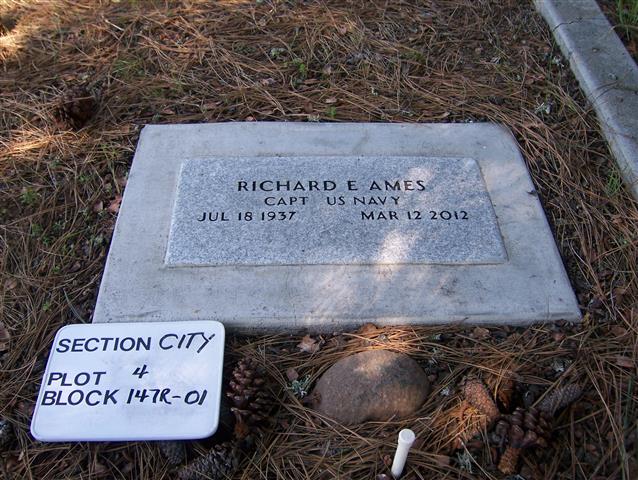 RICHARD E AMES
CAPT US NAVY
JUL 18 1937 MAR 12 2012
SECTION CITY
PLOT 4
BLOCK 147R-01